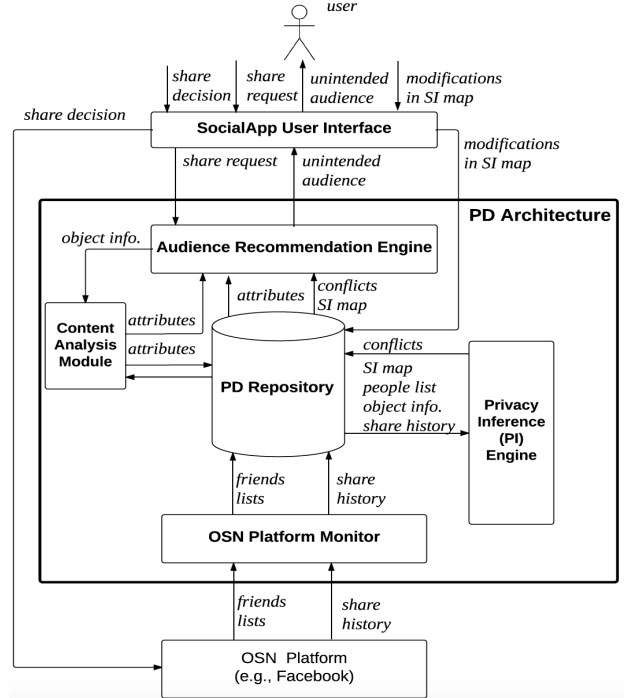 user
share
decision
share
request
unintended
audience
modifications
in SI map
share decision
SocialApp User Interface
modifications
in SI map
share request
unintended
audience
PD Architecture
object info.
Audience Recommendation Engine
attributes
conflicts
SI map
Content
Analysis
Module
attributes
attributes
PD Repository
conflicts
SI map
people list
object info.
share history
Privacy
Inference
(PI)
Engine
friends
lists
share
history
OSN Platform Monitor
friends
lists
share
history
OSN Platform
(e.g., Facebook)